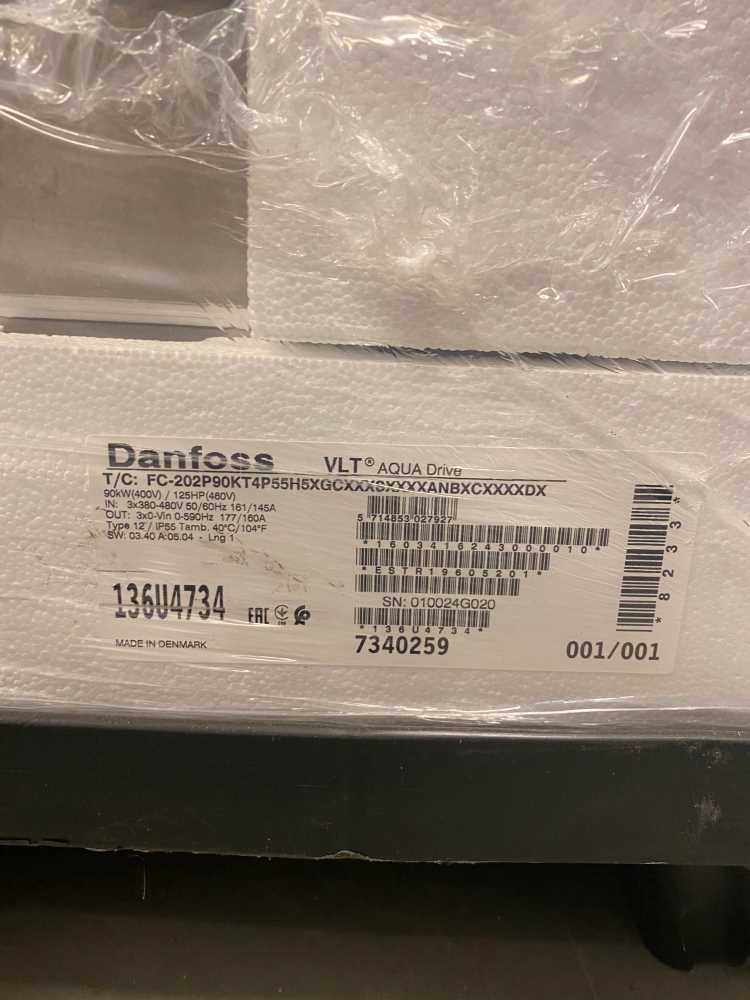 Danfoss VLT® AQUA Drive
T/C: FC-202P90KT4P55H5XGCXXXSXXXXANBXCXXXXDX
90kW(400V) / 125HP(460V)
IN: 3x380-480V 50/60Hz 161/145A
OUT: 3x0-Vin 0-590Hz 177/160A
Type 12 / IP55 Tamb. 40°C/104°F
SW: 03.40 A:05.04 - Lng 1
5 714853 027927
*1603416243000010*
*ESTR19605201*
SN: 010024G020
*136U4734*
136U4734
EAC
MADE IN DENMARK
7340259
001/001
*8233*